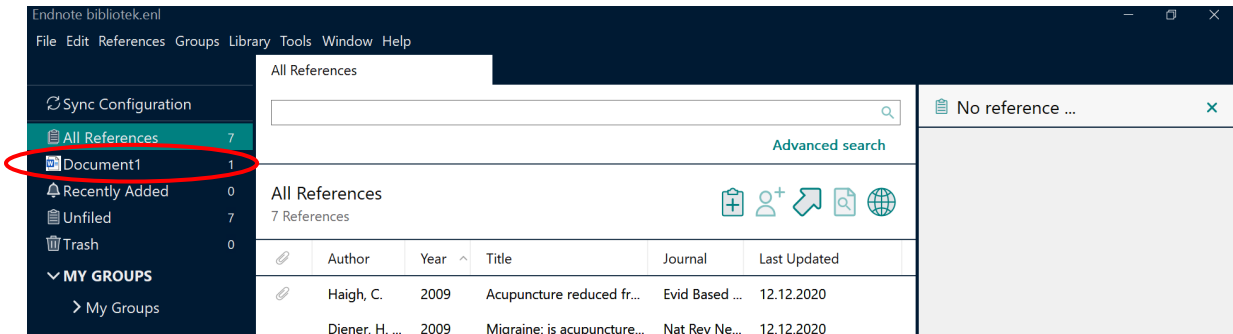 Endnote bibliotek.enl
File Edit References Groups Library Tools Window Help
All References
Sync Configuration
All References 7
Document1 1
Recently Added 0
Unfiled 7
Trash 0
MY GROUPS
My Groups
Advanced search
All References
7 References
Author Year Title Journal Last Updated
Haigh, C. 2009 Acupuncture reduced fr... Evid Based ... 12.12.2020
Diener, H. ... 2009 Migraine: is acupuncture... Nat Rev Ne... 12.12.2020
No reference ...